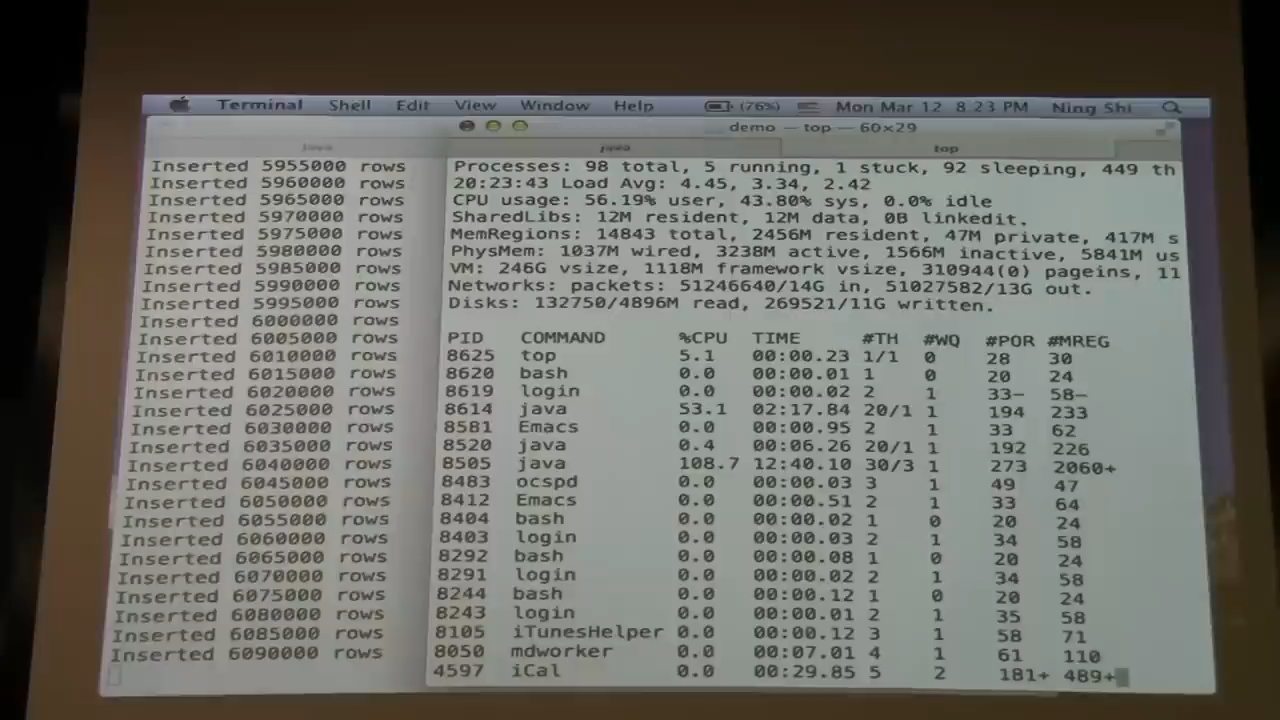 Terminal Shell Edit View Window Help (76%) Mon Mar 12 8:23 PM Ning Shi
demo — top — 60×29
java java top
Inserted 5955000 rows
Inserted 5960000 rows
Inserted 5965000 rows
Inserted 5970000 rows
Inserted 5975000 rows
Inserted 5980000 rows
Inserted 5985000 rows
Inserted 5990000 rows
Inserted 5995000 rows
Inserted 6000000 rows
Inserted 6005000 rows
Inserted 6010000 rows
Inserted 6015000 rows
Inserted 6020000 rows
Inserted 6025000 rows
Inserted 6030000 rows
Inserted 6035000 rows
Inserted 6040000 rows
Inserted 6045000 rows
Inserted 6050000 rows
Inserted 6055000 rows
Inserted 6060000 rows
Inserted 6065000 rows
Inserted 6070000 rows
Inserted 6075000 rows
Inserted 6080000 rows
Inserted 6085000 rows
Inserted 6090000 rows
Processes: 98 total, 5 running, 1 stuck, 92 sleeping, 449 th
20:23:43 Load Avg: 4.45, 3.34, 2.42
CPU usage: 56.19% user, 43.80% sys, 0.0% idle
SharedLibs: 12M resident, 12M data, 0B linkedit.
MemRegions: 14843 total, 2456M resident, 47M private, 417M s
PhysMem: 1037M wired, 3238M active, 1566M inactive, 5841M us
VM: 246G vsize, 1118M framework vsize, 310944(0) pageins, 11
Networks: packets: 51246640/14G in, 51027582/13G out.
Disks: 132750/4896M read, 269521/11G written.
PID COMMAND %CPU TIME #TH #WQ #POR #MREG
8625 top 5.1 00:00.23 1/1 0 28 30
8620 bash 0.0 00:00.01 1 0 20 24
8619 login 0.0 00:00.02 2 1 33- 58-
8614 java 53.1 02:17.84 20/1 1 194 233
8581 Emacs 0.0 00:00.95 2 1 33 62
8520 java 0.4 00:06.26 20/1 1 192 226
8505 java 108.7 12:40.10 30/3 1 273 2060+
8483 ocspd 0.0 00:00.03 3 1 49 47
8412 Emacs 0.0 00:00.51 2 1 33 64
8404 bash 0.0 00:00.02 1 0 20 24
8403 login 0.0 00:00.03 2 1 34 58
8292 bash 0.0 00:00.08 1 0 20 24
8291 login 0.0 00:00.02 2 1 34 58
8244 bash 0.0 00:00.12 1 0 20 24
8243 login 0.0 00:00.01 2 1 35 58
8105 iTunesHelper 0.0 00:00.12 3 1 58 71
8050 mdworker 0.0 00:07.01 4 1 61 110
4597 iCal 0.0 00:29.85 5 2 181+ 489+